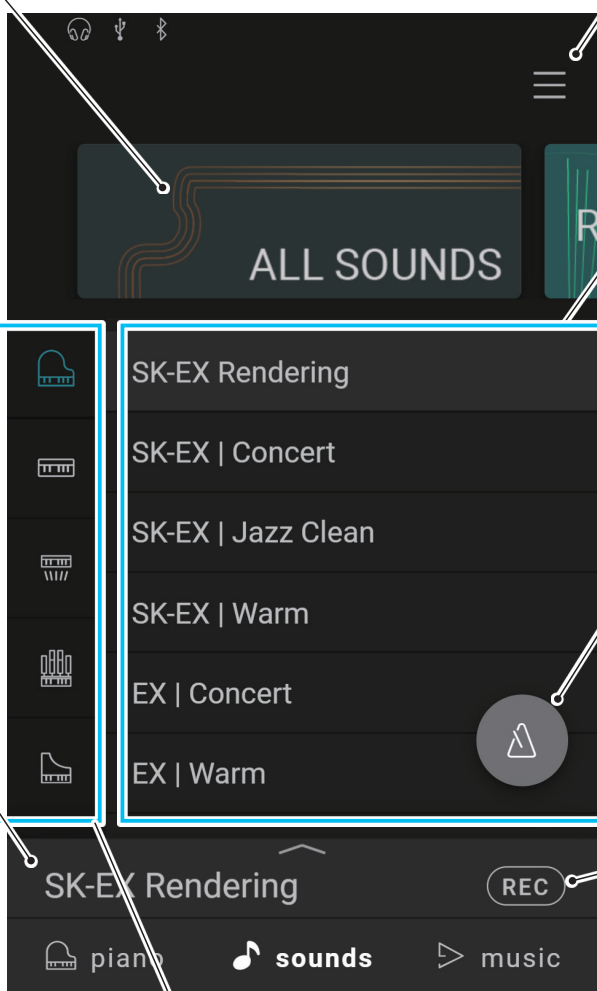 ALL SOUNDS
R
SK-EX Rendering
SK-EX | Concert
SK-EX | Jazz Clean
SK-EX | Warm
EX | Concert
EX | Warm
SK-EX Rendering
REC
piano sounds music